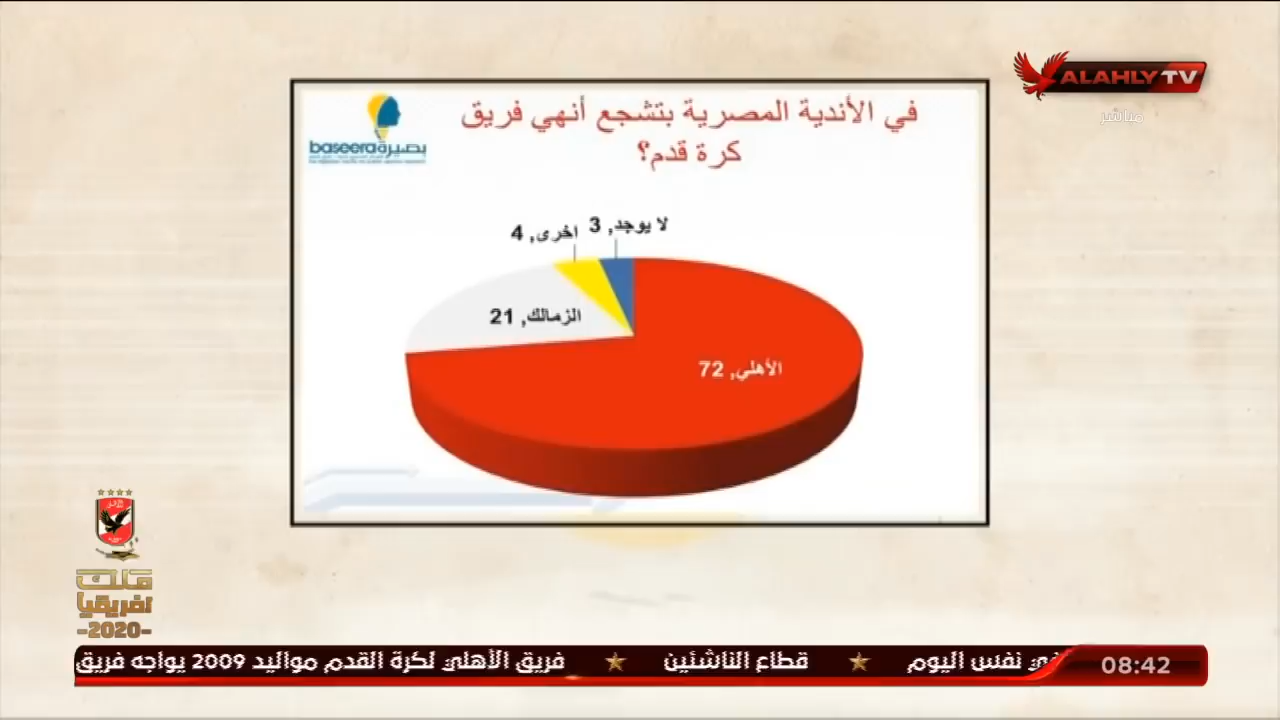 ALAHLY TV
مباشر
في الأندية المصرية بتشجع أنهي فريق
كرة قدم؟
baseera بصيرة
لا يوجد, 3
اخرى, 4
الزمالك, 21
الأهلي, 72
ملك
افريقيا
-2020-
في نفس اليوم ★ قطاع الناشئين ★ فريق الأهلي لكرة القدم مواليد 2009 يواجه فريق
08:42